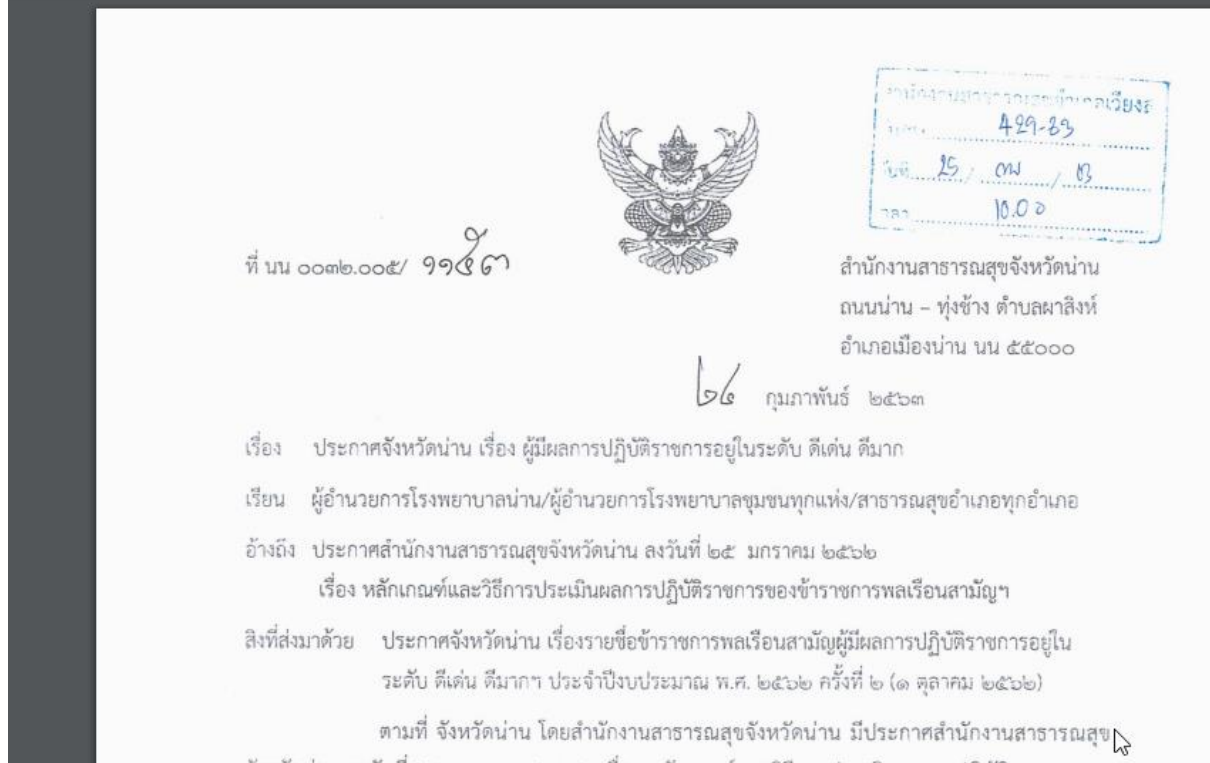 429-83
25 / กพ / 63
10.00
ที่ นน ๐๐๓๒.๐๐๕/ ๑๑๕๓
สำนักงานสาธารณสุขจังหวัดน่าน
ถนนน่าน – ทุ่งช้าง ตำบลผาสิงห์
อำเภอเมืองน่าน นน ๕๕๐๐๐
๒๔ กุมภาพันธ์ ๒๕๖๓
เรื่อง ประกาศจังหวัดน่าน เรื่อง ผู้มีผลการปฏิบัติราชการอยู่ในระดับ ดีเด่น ดีมาก
เรียน ผู้อำนวยการโรงพยาบาลน่าน/ผู้อำนวยการโรงพยาบาลชุมชนทุกแห่ง/สาธารณสุขอำเภอทุกอำเภอ
อ้างถึง ประกาศสำนักงานสาธารณสุขจังหวัดน่าน ลงวันที่ ๒๕ มกราคม ๒๕๖๒
เรื่อง หลักเกณฑ์และวิธีการประเมินผลการปฏิบัติราชการของข้าราชการพลเรือนสามัญฯ
สิ่งที่ส่งมาด้วย ประกาศจังหวัดน่าน เรื่องรายชื่อข้าราชการพลเรือนสามัญผู้มีผลการปฏิบัติราชการอยู่ใน
ระดับ ดีเด่น ดีมากฯ ประจำปีงบประมาณ พ.ศ. ๒๕๖๒ ครั้งที่ ๒ (๑ ตุลาคม ๒๕๖๒)
ตามที่ จังหวัดน่าน โดยสำนักงานสาธารณสุขจังหวัดน่าน มีประกาศสำนักงานสาธารณสุข